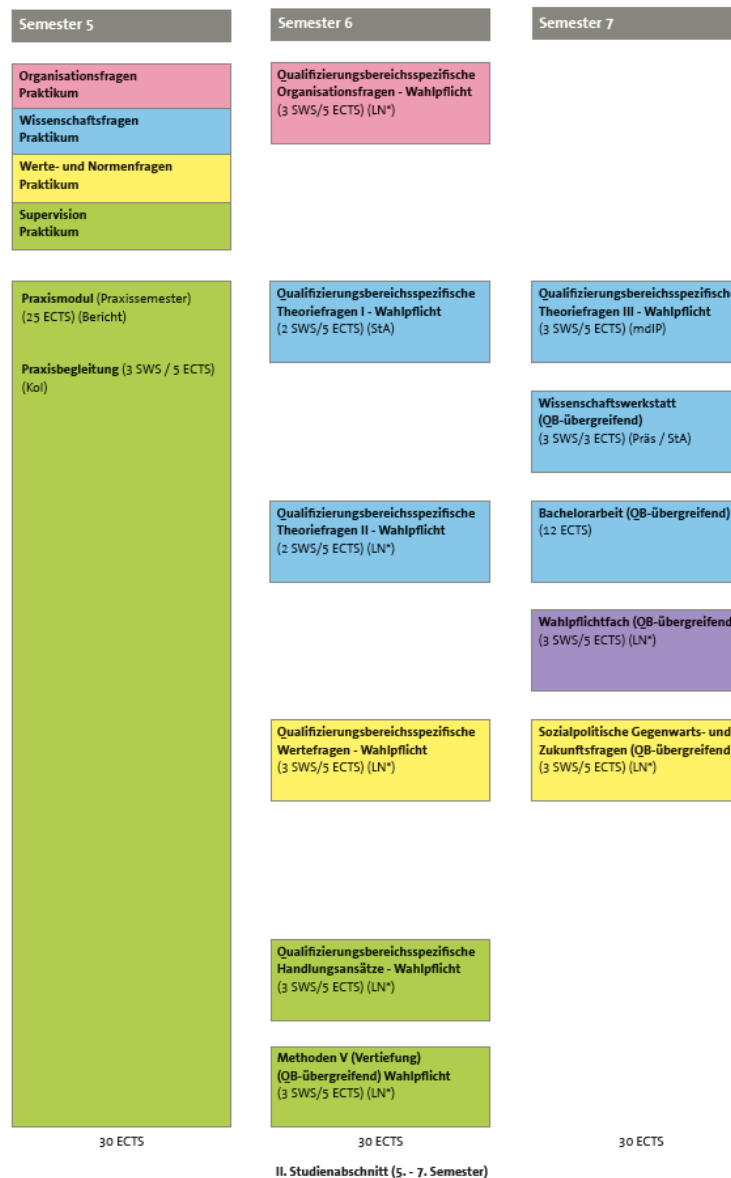 Semester 5
Organisationsfragen
Praktikum
Wissenschaftsfragen
Praktikum
Werte- und Normenfragen
Praktikum
Supervision
Praktikum
Praxismodul (Praxissemester)
(25 ECTS) (Bericht)
Praxisbegleitung (3 SWS / 5 ECTS)
(Kol)
30 ECTS
Semester 6
Qualifizierungsbereichsspezifische
Organisationsfragen - Wahlpflicht
(3 SWS/5 ECTS) (LN*)
Qualifizierungsbereichsspezifische
Theoriefragen I - Wahlpflicht
(2 SWS/5 ECTS) (StA)
Qualifizierungsbereichsspezifische
Theoriefragen II - Wahlpflicht
(2 SWS/5 ECTS) (LN*)
Qualifizierungsbereichsspezifische
Wertefragen - Wahlpflicht
(3 SWS/5 ECTS) (LN*)
Qualifizierungsbereichsspezifische
Handlungsansätze - Wahlpflicht
(3 SWS/5 ECTS) (LN*)
Methoden V (Vertiefung)
(QB-übergreifend) Wahlpflicht
(3 SWS/5 ECTS) (LN*)
30 ECTS
Semester 7
Qualifizierungsbereichsspezifische
Theoriefragen III - Wahlpflicht
(3 SWS/5 ECTS) (mdlP)
Wissenschaftswerkstatt
(QB-übergreifend)
(3 SWS/3 ECTS) (Präs / StA)
Bachelorarbeit (QB-übergreifend)
(12 ECTS)
Wahlpflichtfach (QB-übergreifend
(3 SWS/5 ECTS) (LN*)
Sozialpolitische Gegenwarts- und
Zukunftsfragen (QB-übergreifend
(3 SWS/5 ECTS) (LN*)
30 ECTS
II. Studienabschnitt (5. - 7. Semester)